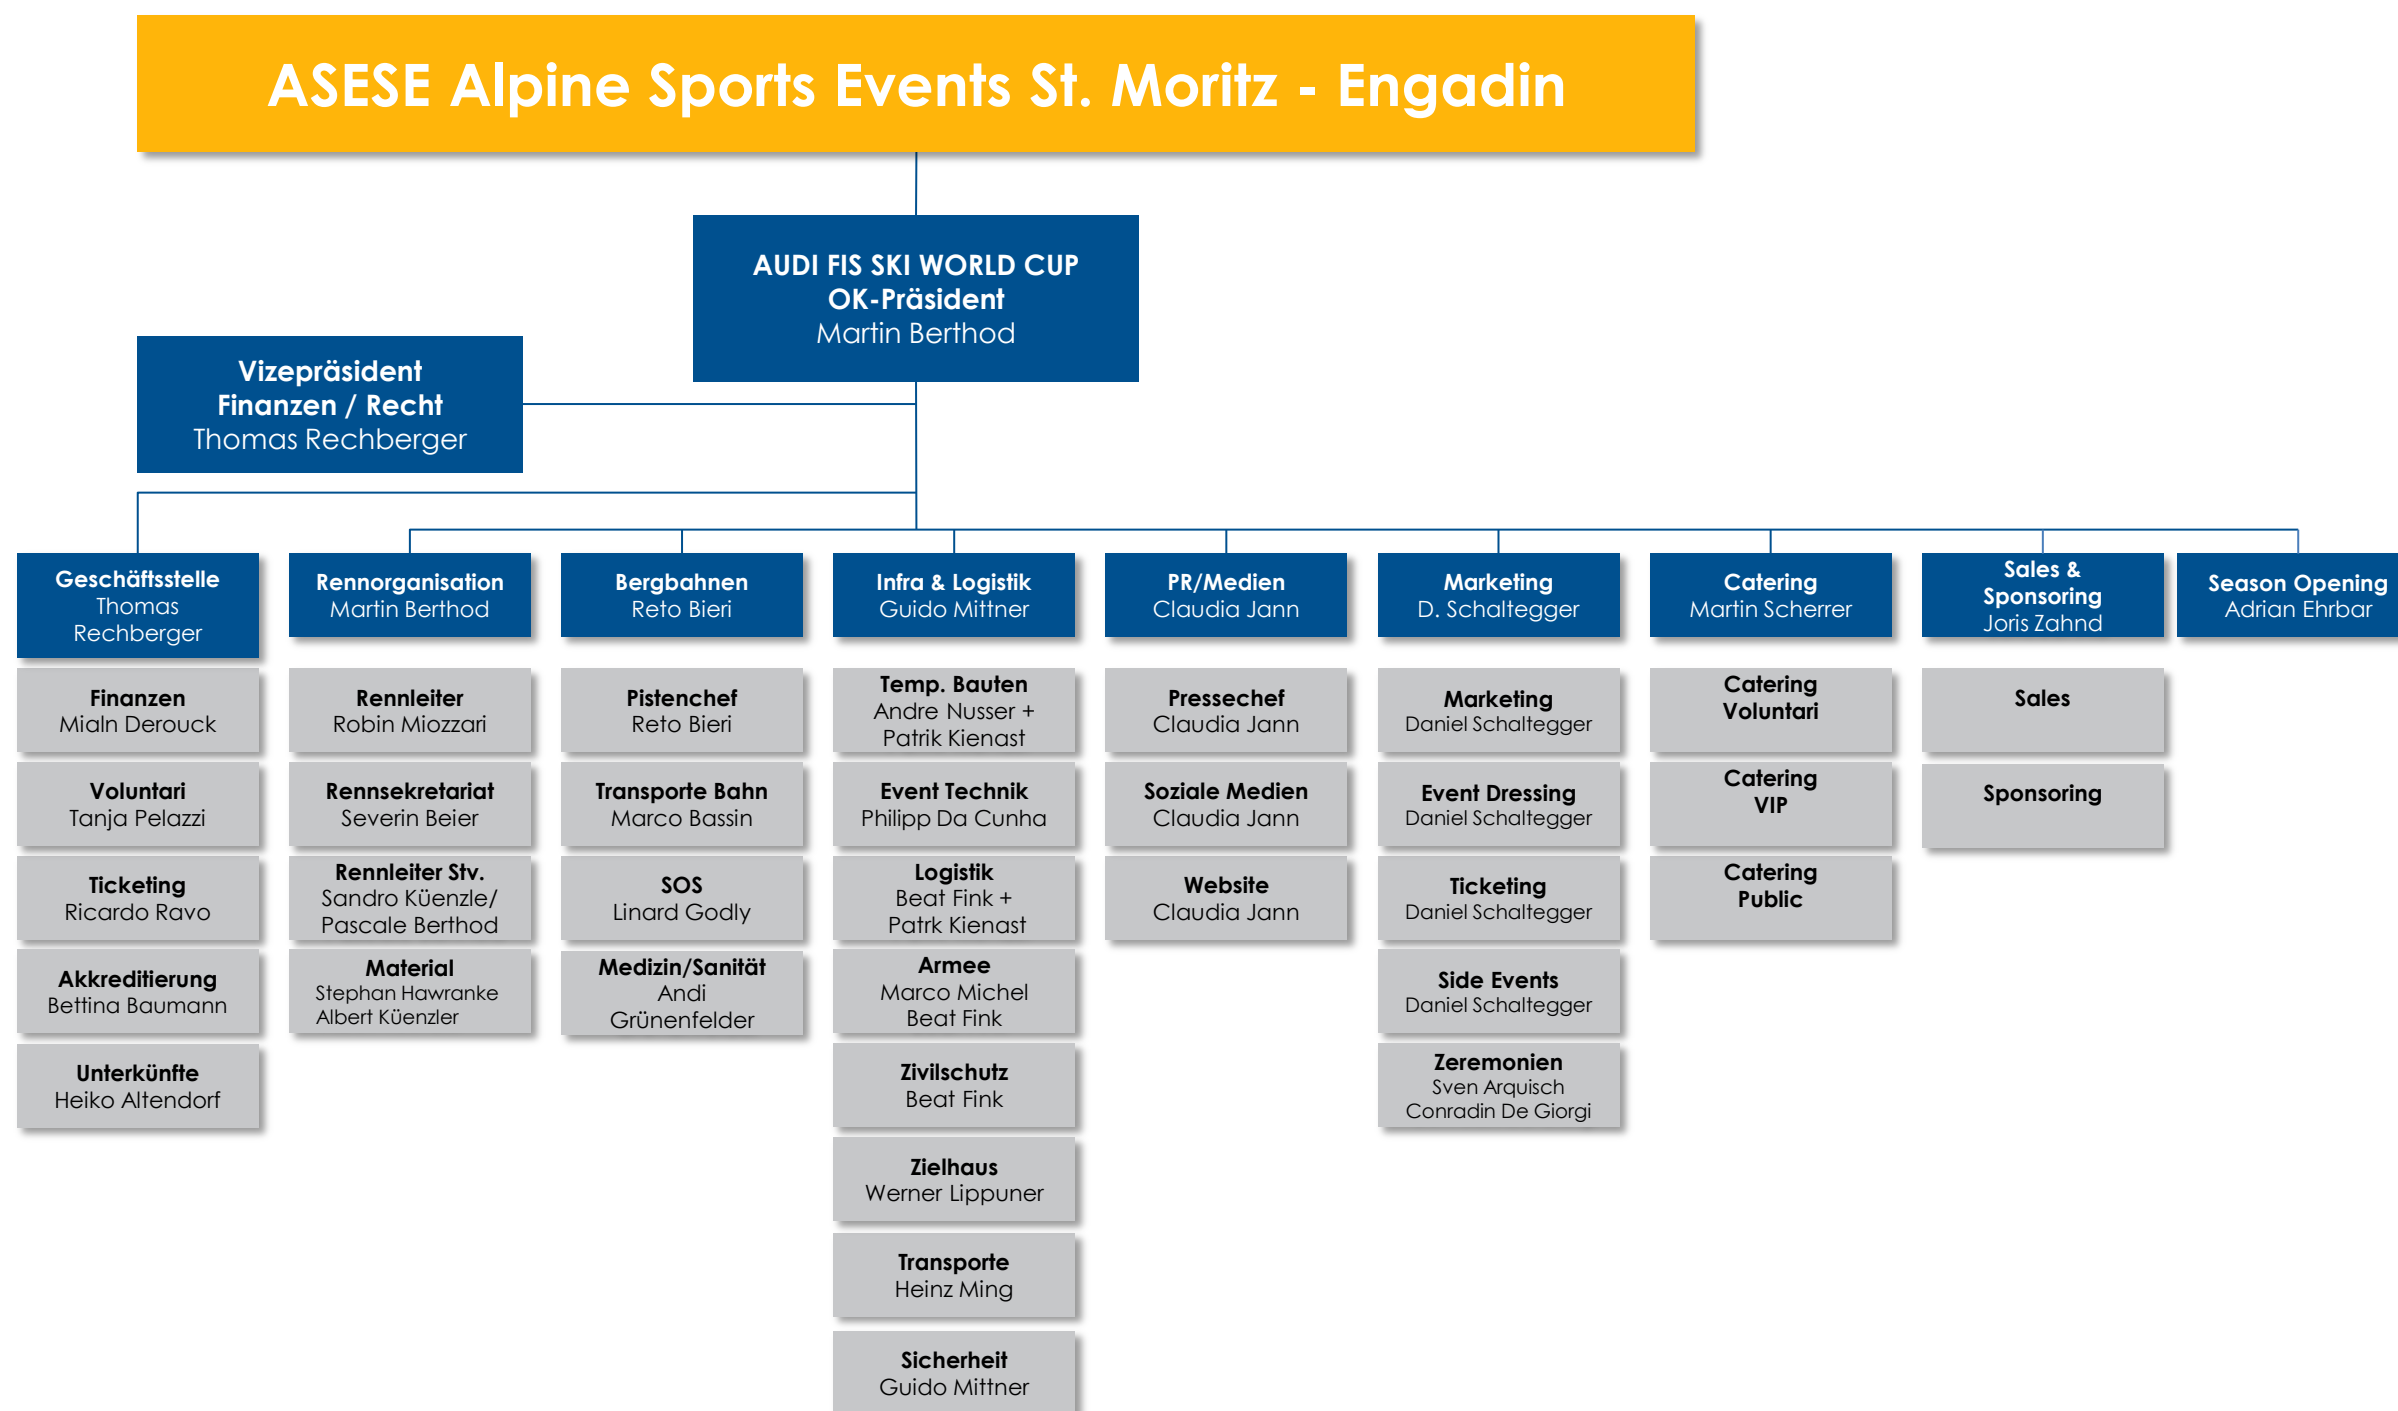 ASESE Alpine Sports Events St. Moritz - Engadin
AUDI FIS SKI WORLD CUP
OK-Präsident
Martin Berthod
Vizepräsident
Finanzen / Recht
Thomas Rechberger
Geschäftsstelle
Thomas
Rechberger
Finanzen
Mialn Derouck
Voluntari
Tanja Pelazzi
Ticketing
Ricardo Ravo
Akkreditierung
Bettina Baumann
Unterkünfte
Heiko Altendorf
Rennorganisation
Martin Berthod
Rennleiter
Robin Miozzari
Rennsekretariat
Severin Beier
Rennleiter Stv.
Sandro Küenzle/
Pascale Berthod
Material
Stephan Hawranke
Albert Küenzler
Bergbahnen
Reto Bieri
Pistenchef
Reto Bieri
Transporte Bahn
Marco Bassin
SOS
Linard Godly
Medizin/Sanität
Andi
Grünenfelder
Infra & Logistik
Guido Mittner
Temp. Bauten
Andre Nusser +
Patrik Kienast
Event Technik
Philipp Da Cunha
Logistik
Beat Fink +
Patrk Kienast
Armee
Marco Michel
Beat Fink
Zivilschutz
Beat Fink
Zielhaus
Werner Lippuner
Transporte
Heinz Ming
Sicherheit
Guido Mittner
PR/Medien
Claudia Jann
Pressechef
Claudia Jann
Soziale Medien
Claudia Jann
Website
Claudia Jann
Marketing
D. Schaltegger
Marketing
Daniel Schaltegger
Event Dressing
Daniel Schaltegger
Ticketing
Daniel Schaltegger
Side Events
Daniel Schaltegger
Zeremonien
Sven Arquisch
Conradin De Giorgi
Catering
Martin Scherrer
Catering
Voluntari
Catering
VIP
Catering
Public
Sales &
Sponsoring
Joris Zahnd
Sales
Sponsoring
Season Opening
Adrian Ehrbar